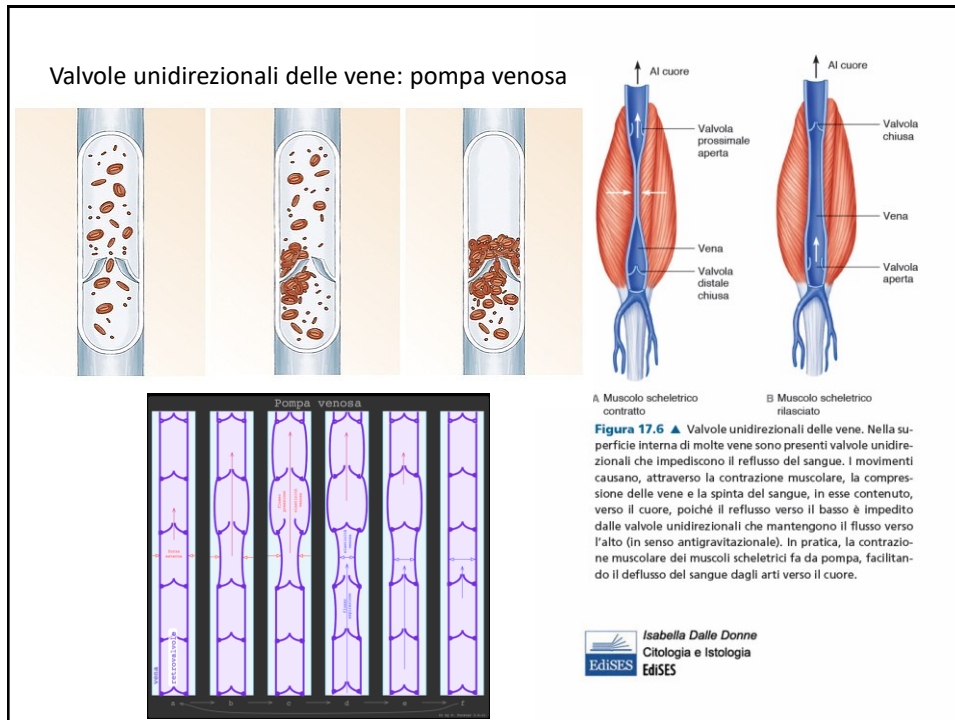 Valvole unidirezionali delle vene: pompa venosa
Al cuore
Valvola
prossimale
aperta
Vena
Valvola
distale
chiusa
A Muscolo scheletrico
contratto
Al cuore
Valvola
chiusa
Vena
Valvola
aperta
B Muscolo scheletrico
rilasciato
Figura 17.6 ▲ Valvole unidirezionali delle vene. Nella su-
perficie interna di molte vene sono presenti valvole unidire-
zionali che impediscono il reflusso del sangue. I movimenti
causano, attraverso la contrazione muscolare, la compres-
sione delle vene e la spinta del sangue, in esse contenuto,
verso il cuore, poiché il reflusso verso il basso è impedito
dalle valvole unidirezionali che mantengono il flusso verso
l'alto (in senso antigravitazionale). In pratica, la contrazio-
ne muscolare dei muscoli scheletrici fa da pompa, facilitan-
do il deflusso del sangue dagli arti verso il cuore.
Pompa venosa
vena
retrovalvole
a b c d e f
EdiSES
Isabella Dalle Donne
Citologia e Istologia
EdiSES